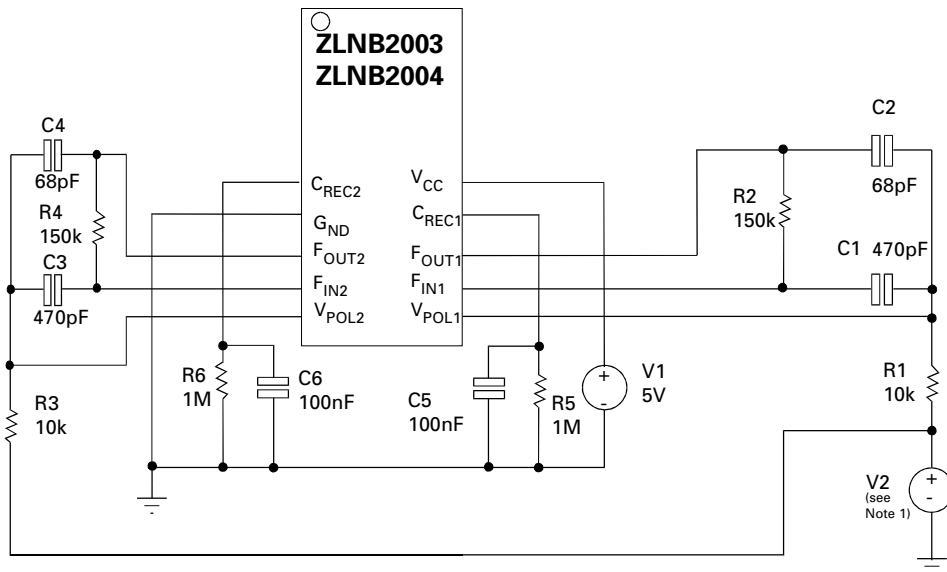 ZLNB2003
ZLNB2004
C4
68pF
R4
150k
C3
470pF
R3
10k
CREC2
GND
FOUT2
FIN2
VPOL2
VCC
CREC1
FOUT1
FIN1
VPOL1
R6
1M
C6
100nF
C5
100nF
R5
1M
+
-
V1
5V
C2
68pF
R2
150k
C1 470pF
R1
10k
V2
(see
Note 1)
+
-